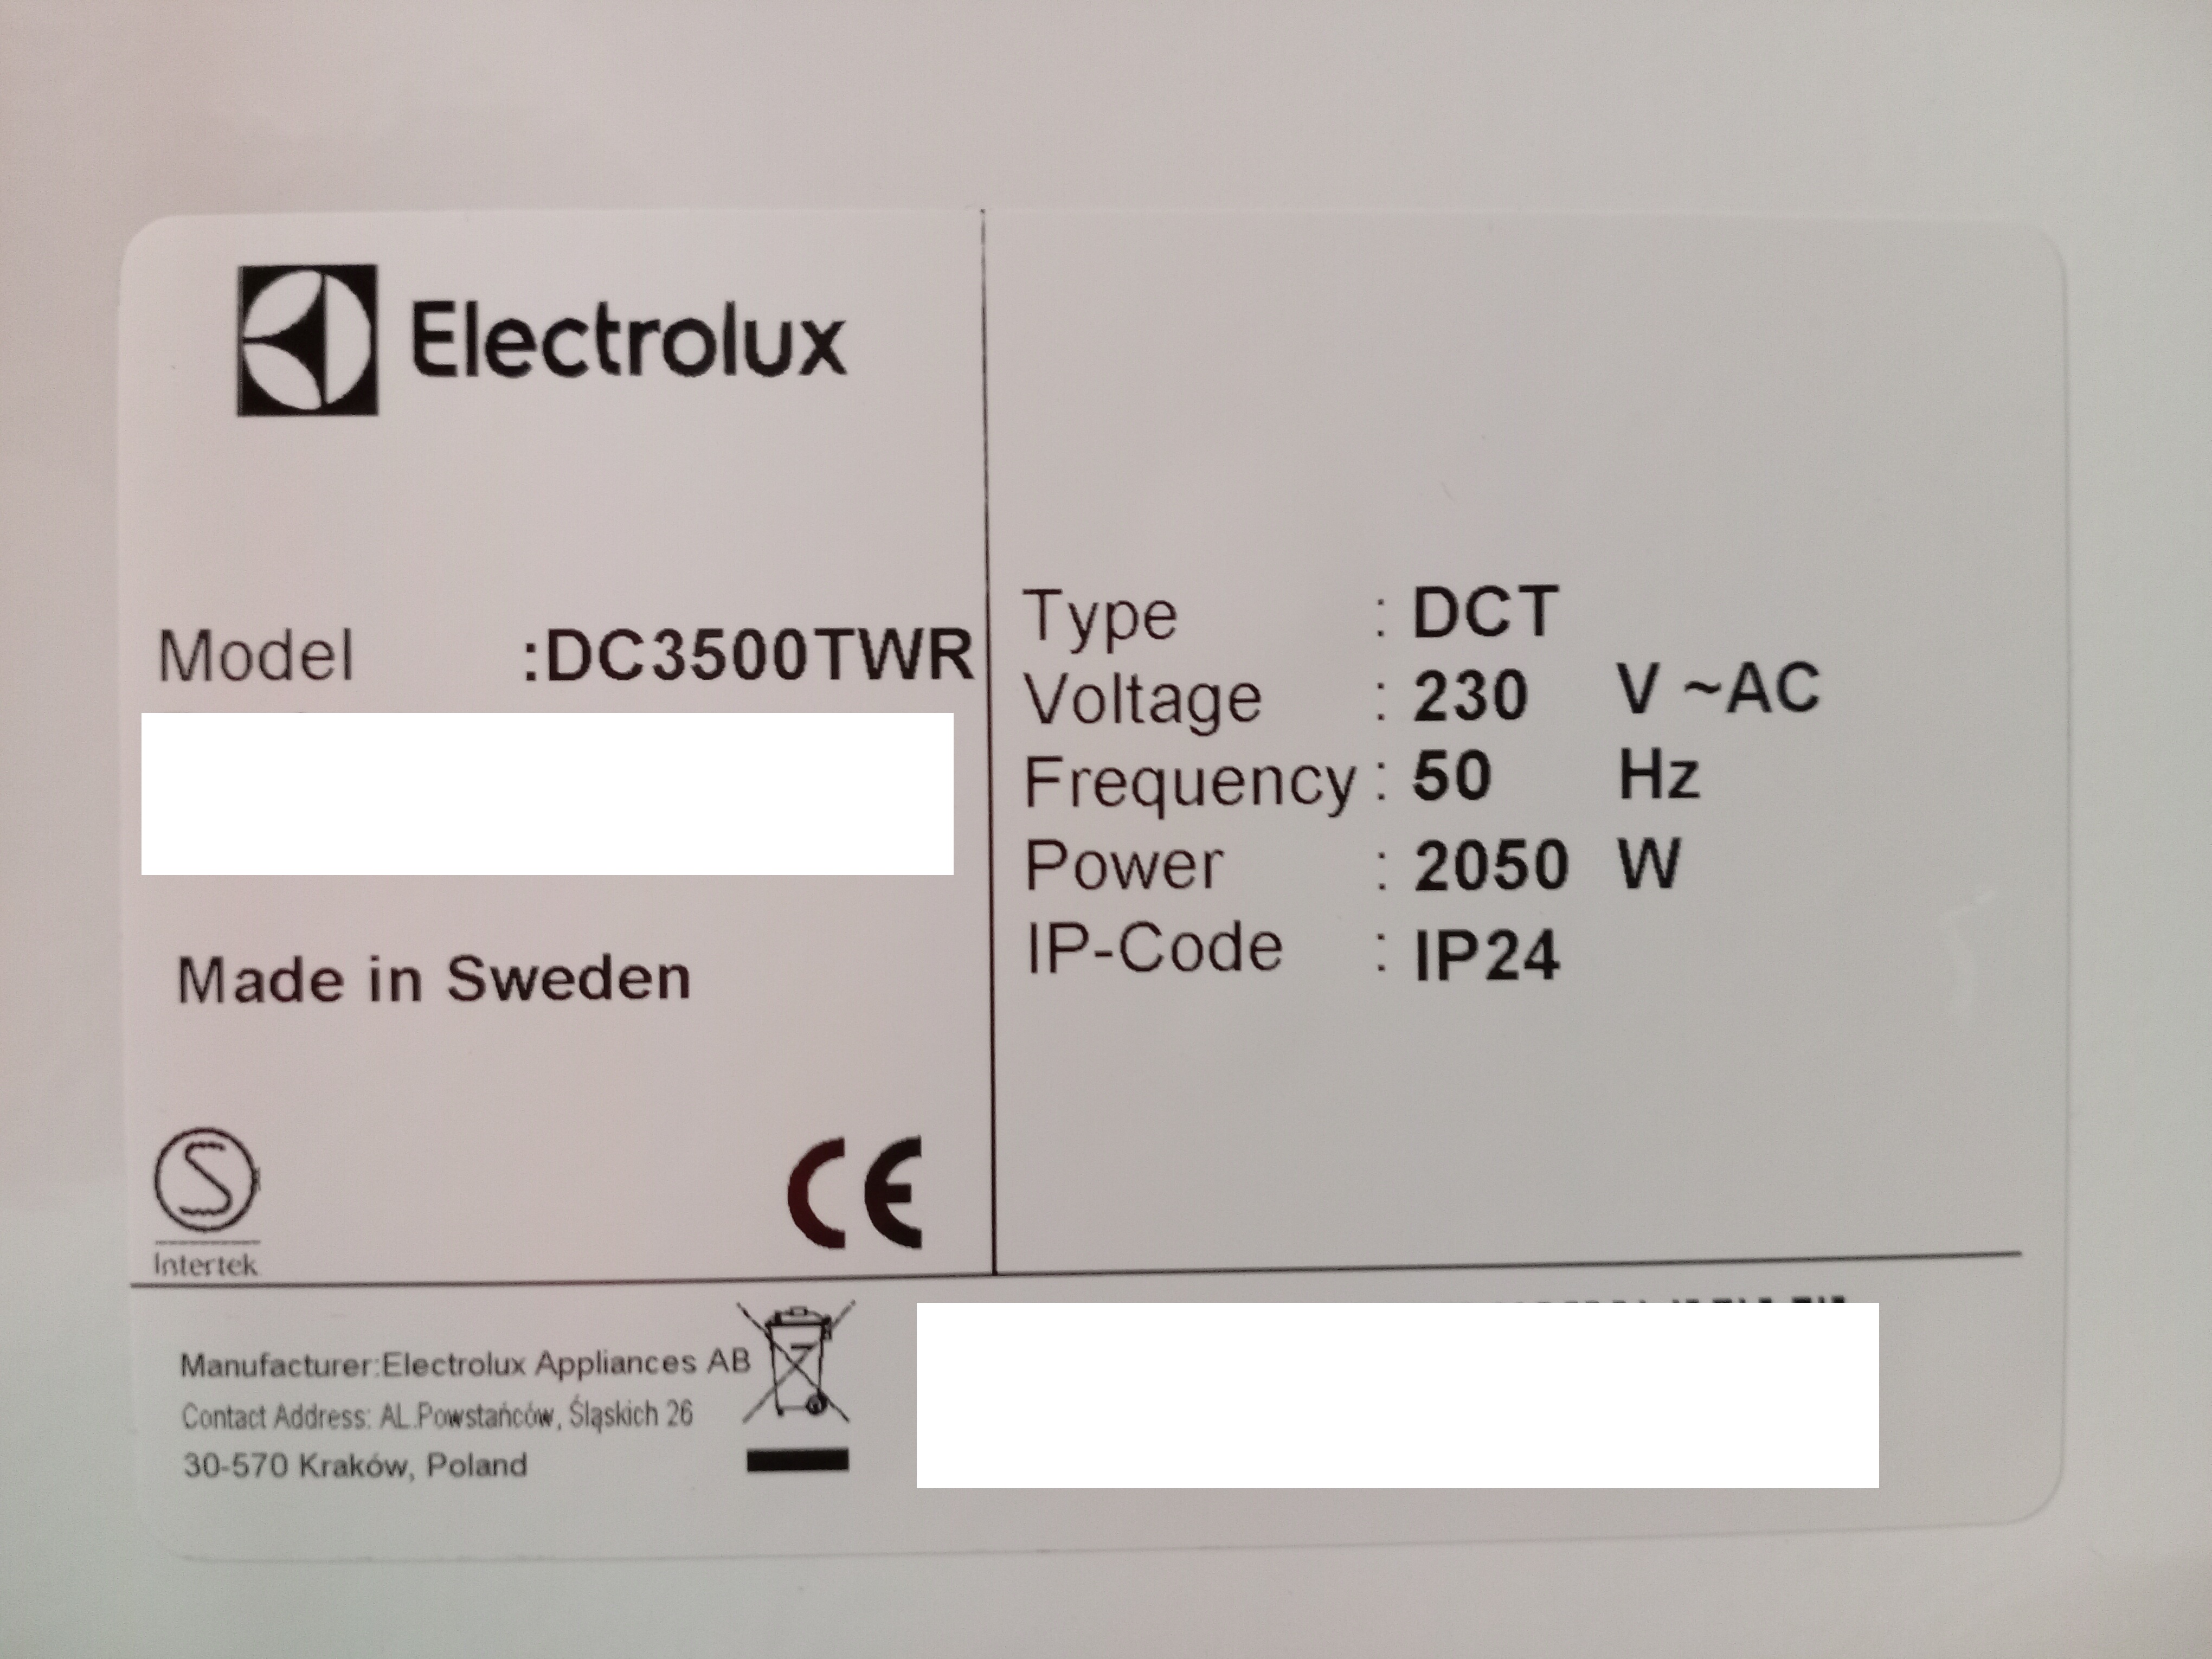 Electrolux
Model :DC3500TWR
Made in Sweden
Intertek
CE
Type : DCT
Voltage : 230 V ~AC
Frequency : 50 Hz
Power : 2050 W
IP-Code : IP24
Manufacturer:Electrolux Appliances AB
Contact Address: AL.Powstańców, Śląskich 26
30-570 Kraków, Poland